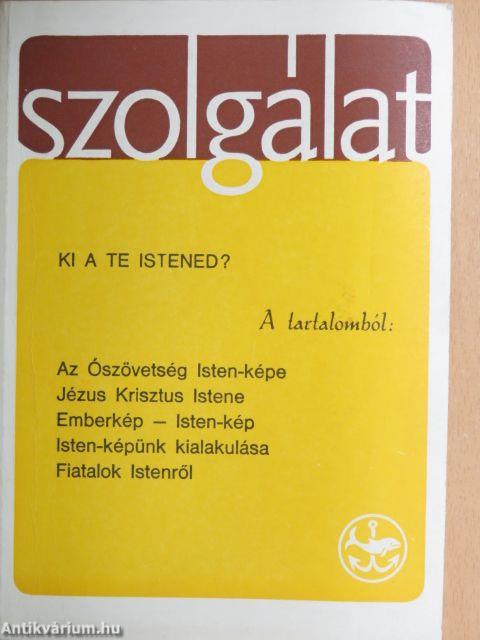 szolgálat
KI A TE ISTENED?
A tartalomból:
Az Ószövetség Isten-képe
Jézus Krisztus Istene
Emberkép — Isten-kép
Isten-képünk kialakulása
Fiatalok Istenről
Antikvárium.hu